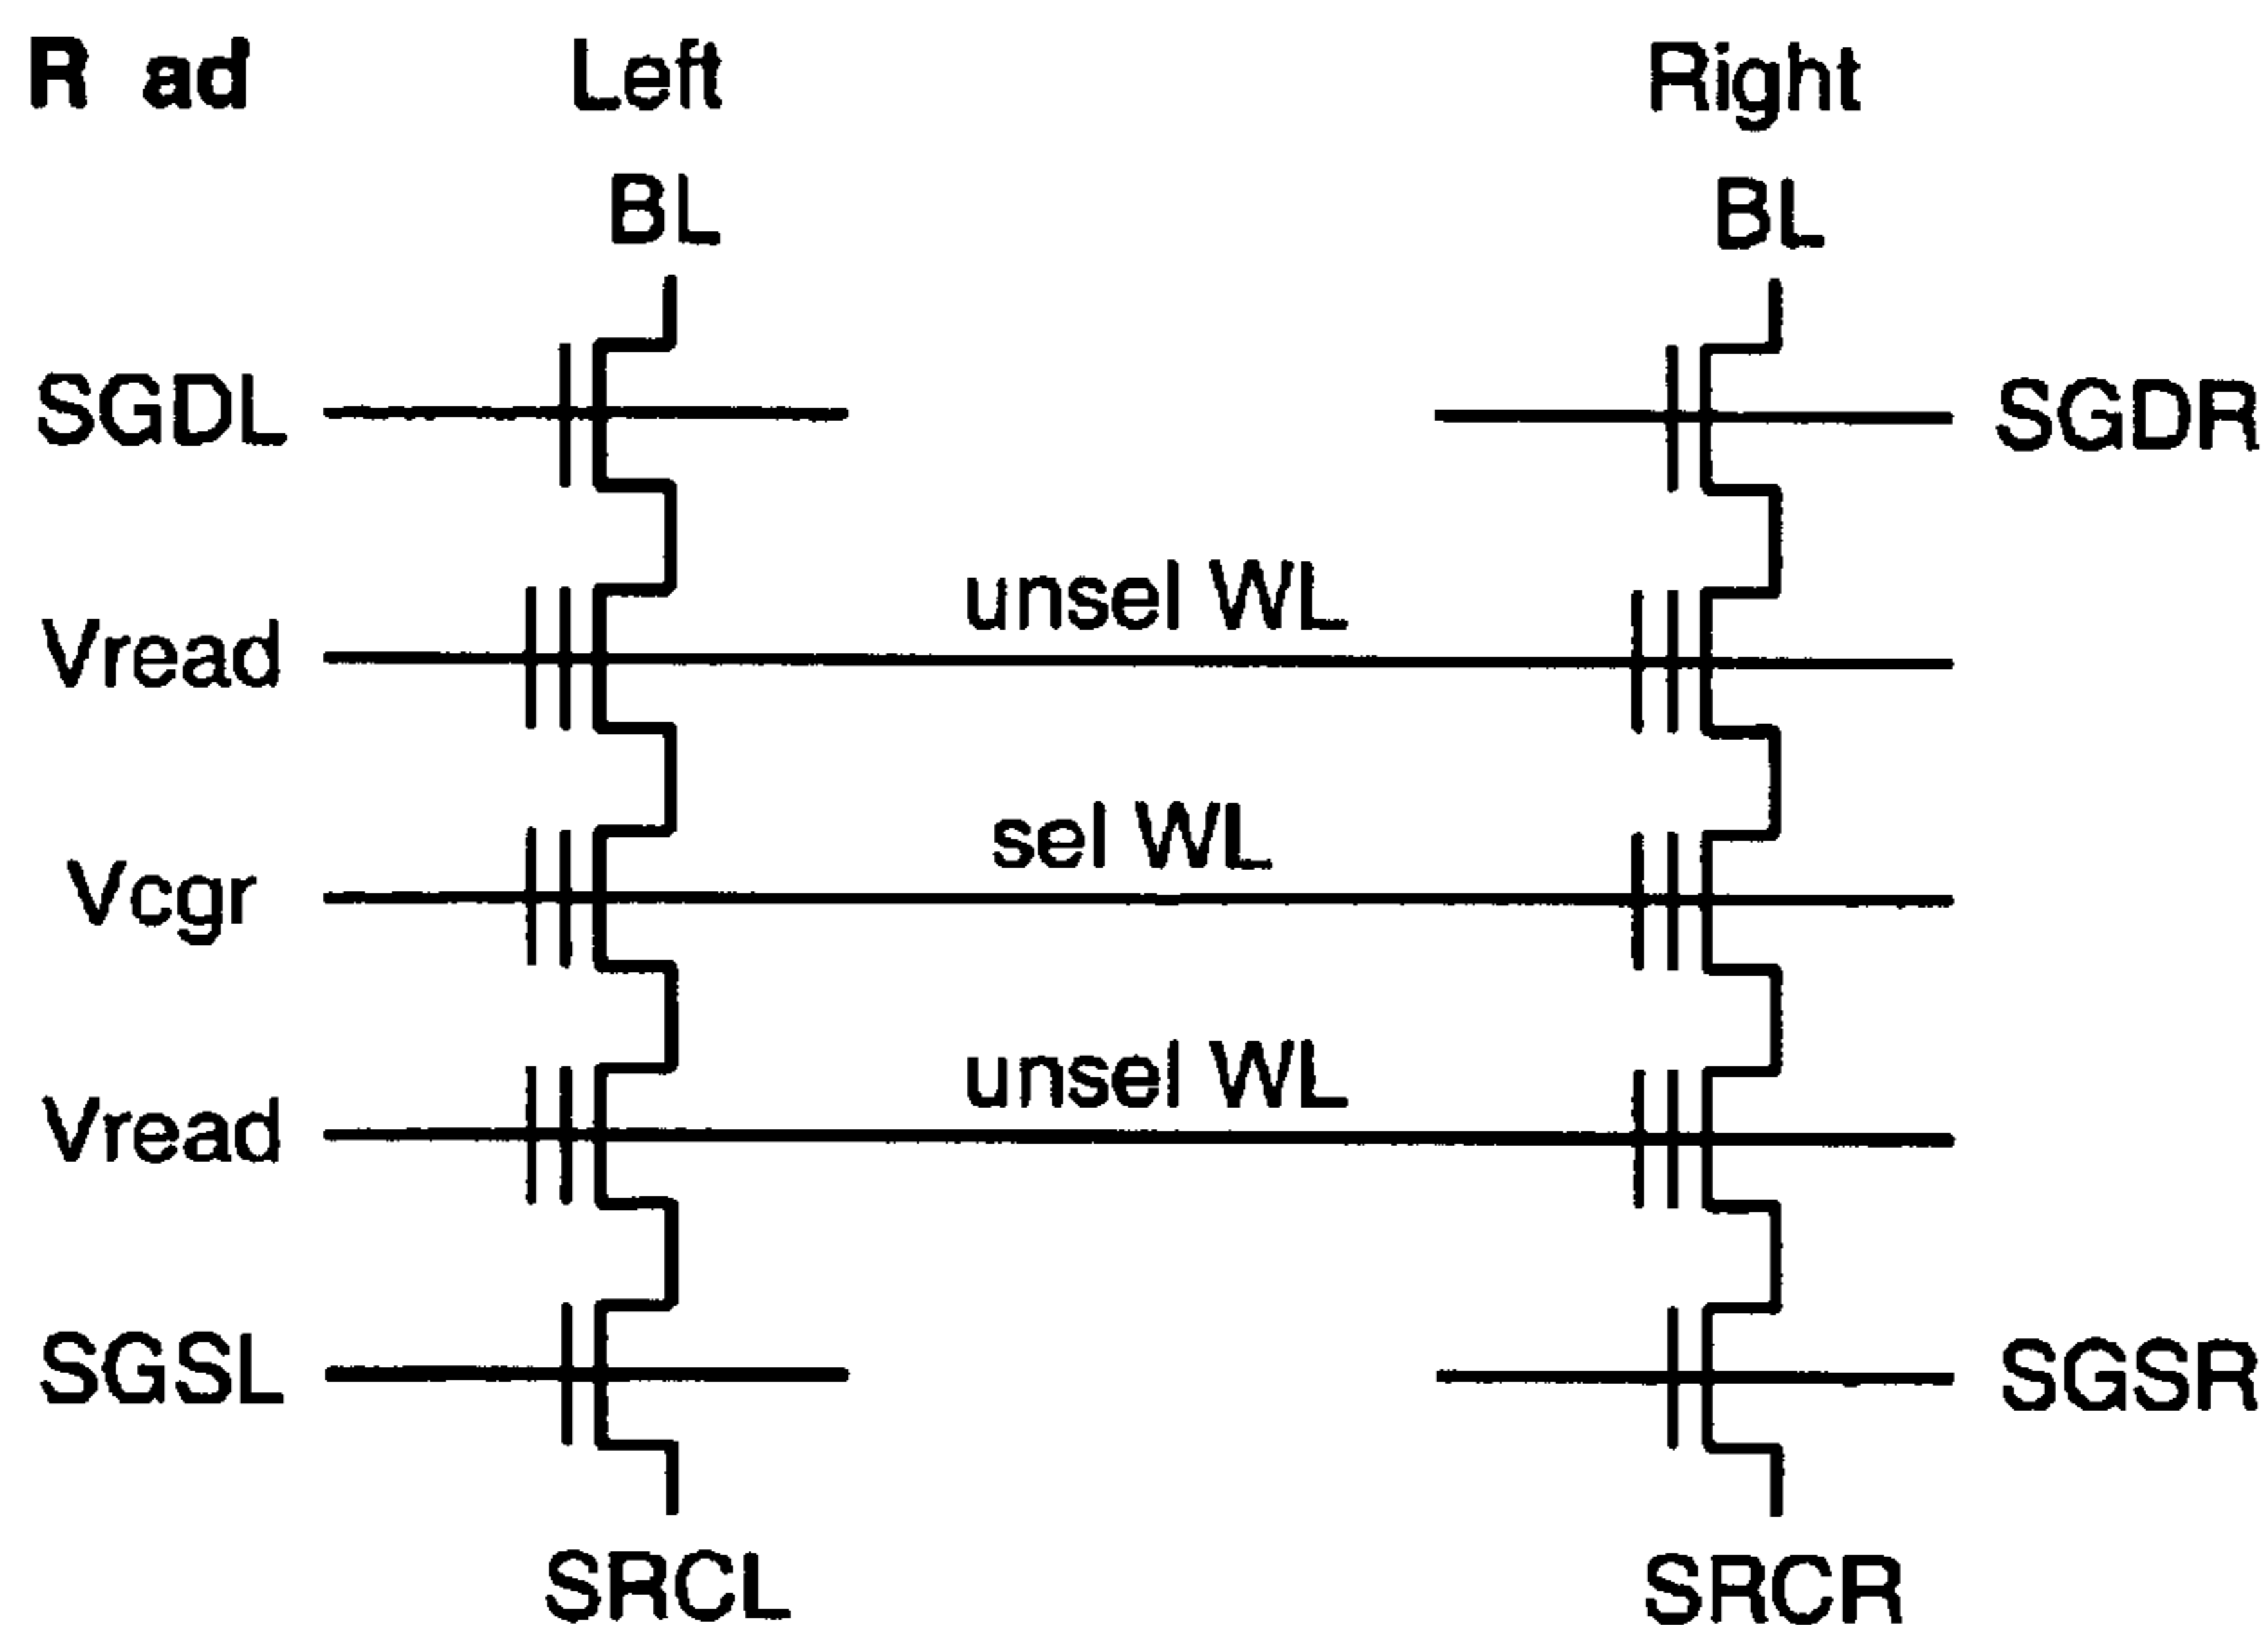 R ad Left Right
BL BL
SGDL SGDR
unsel WL
Vread
sel WL
Vcgr
unsel WL
Vread
SGSL SGSR
SRCL SRCR